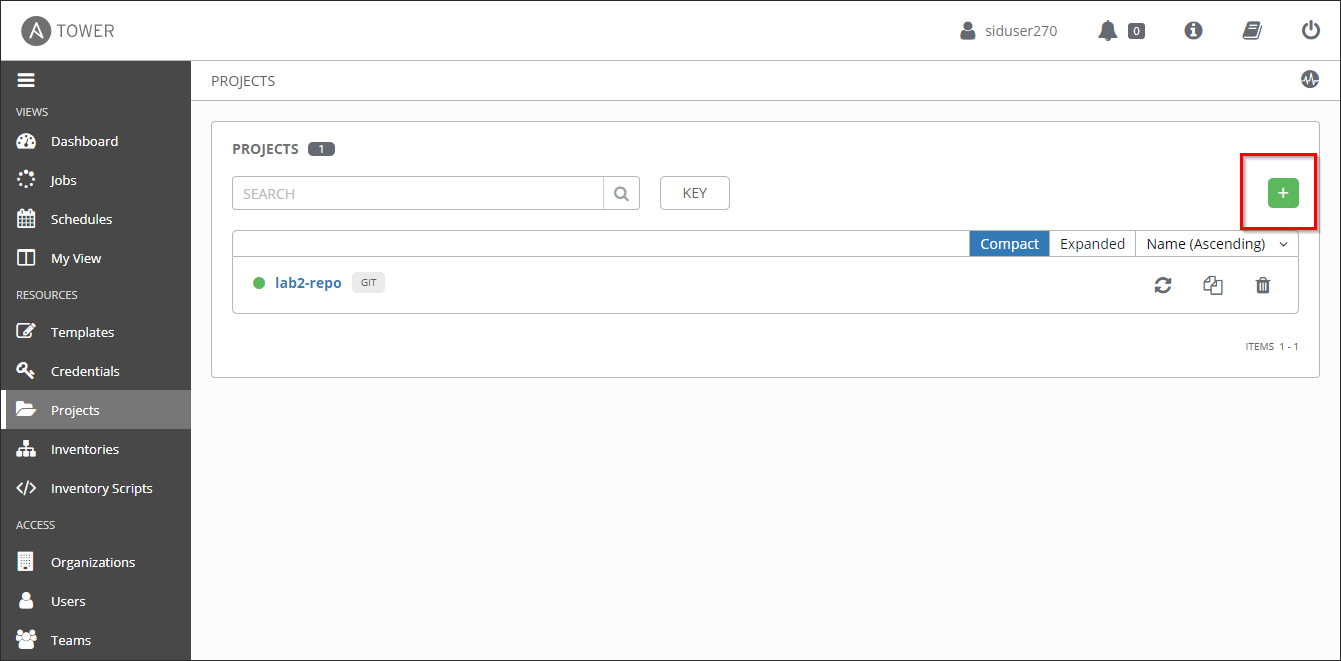 A TOWER
siduser270
0
PROJECTS
VIEWS
Dashboard
Jobs
Schedules
My View
RESOURCES
Templates
Credentials
Projects
Inventories
Inventory Scripts
ACCESS
Organizations
Users
Teams
PROJECTS 1
SEARCH
KEY
+
Compact Expanded Name (Ascending)
lab2-repo GIT
ITEMS 1 - 1